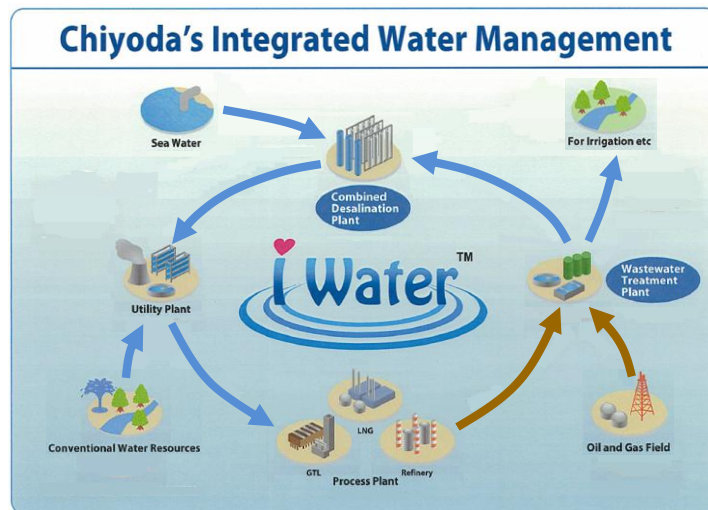 Chiyoda's Integrated Water Management
Sea Water
For Irrigation etc
Combined
Desalination
Plant
Utility Plant
i Water™
Wastewater
Treatment
Plant
Conventional Water Resources
LNG
GTL
Refinery
Process Plant
Oil and Gas Field